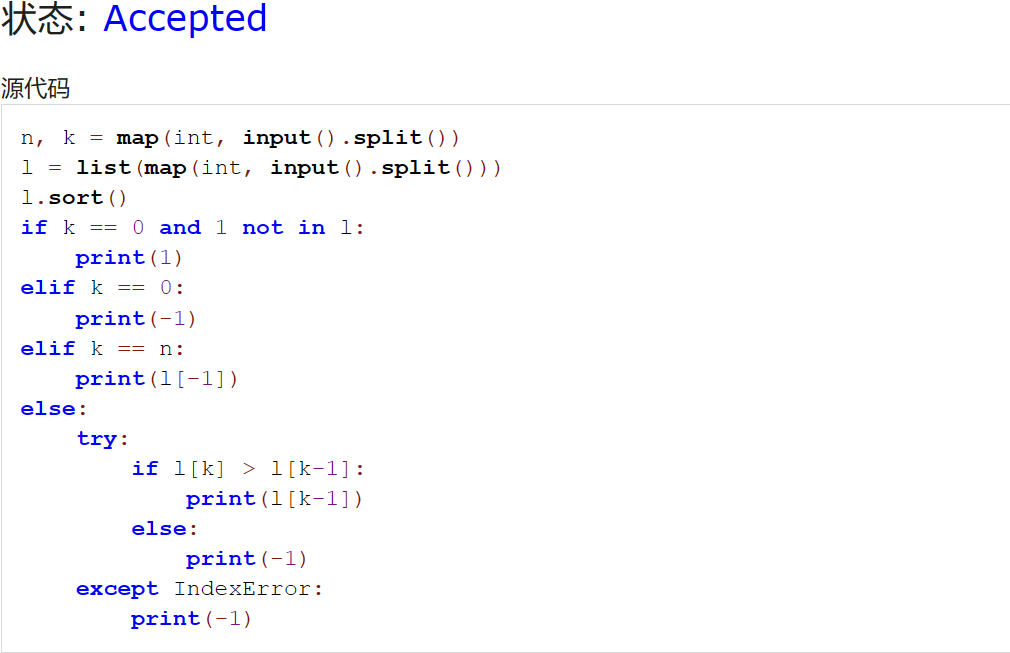 状态: Accepted
源代码
n, k = map(int, input().split())
l = list(map(int, input().split()))
l.sort()
if k == 0 and 1 not in l:
    print(1)
elif k == 0:
    print(-1)
elif k == n:
    print(l[-1])
else:
    try:
        if l[k] > l[k-1]:
            print(l[k-1])
        else:
            print(-1)
    except IndexError:
        print(-1)